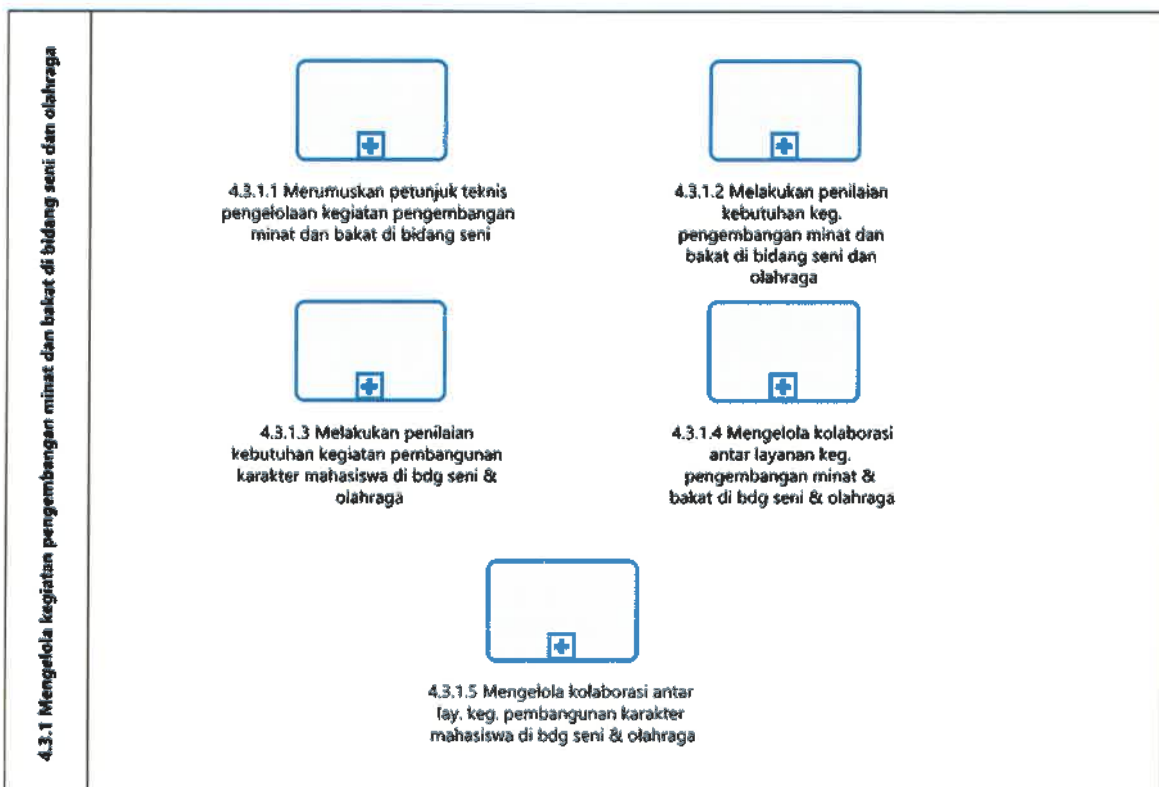 4.3.1 Mengelola kegiatan pengembangan minat dan bakat di bidang seni dan olahraga
4.3.1.1 Merumuskan petunjuk teknis
pengelolaan kegiatan pengembangan
minat dan bakat di bidang seni
4.3.1.2 Melakukan penilaian
kebutuhan keg.
pengembangan minat dan
bakat di bidang seni dan
olahraga
4.3.1.3 Melakukan penilaian
kebutuhan kegiatan pembangunan
karakter mahasiswa di bdg seni &
olahraga
4.3.1.4 Mengelola kolaborasi
antar layanan keg.
pengembangan minat &
bakat di bdg seni & olahraga
4.3.1.5 Mengelola kolaborasi antar
lay. keg. pembangunan karakter
mahasiswa di bdg seni & olahraga